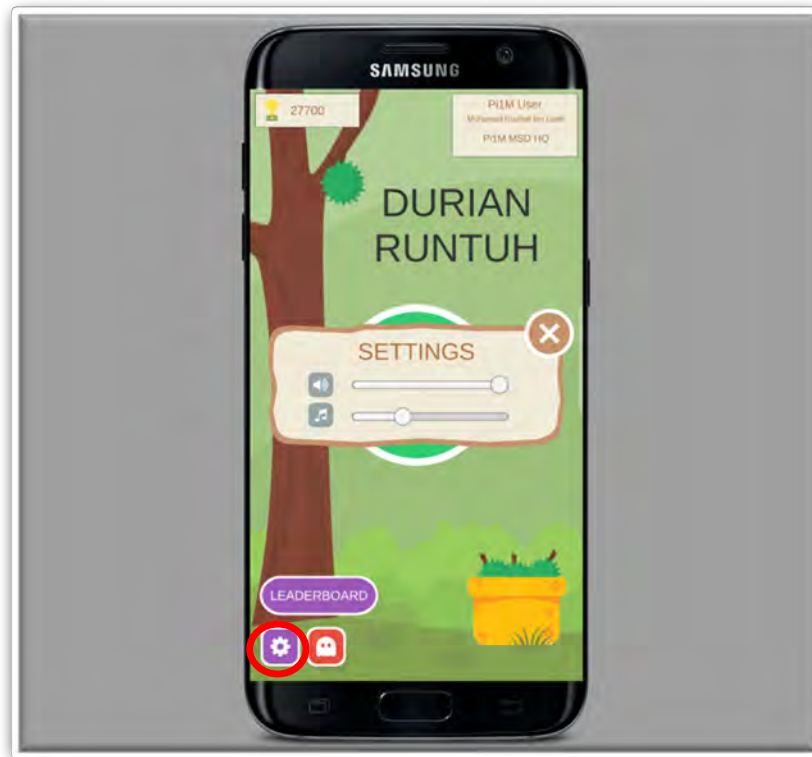 SAMSUNG
27700
Pi1M User
Pi1M MSD HQ
DURIAN
RUNTUH
SETTINGS
LEADERBOARD